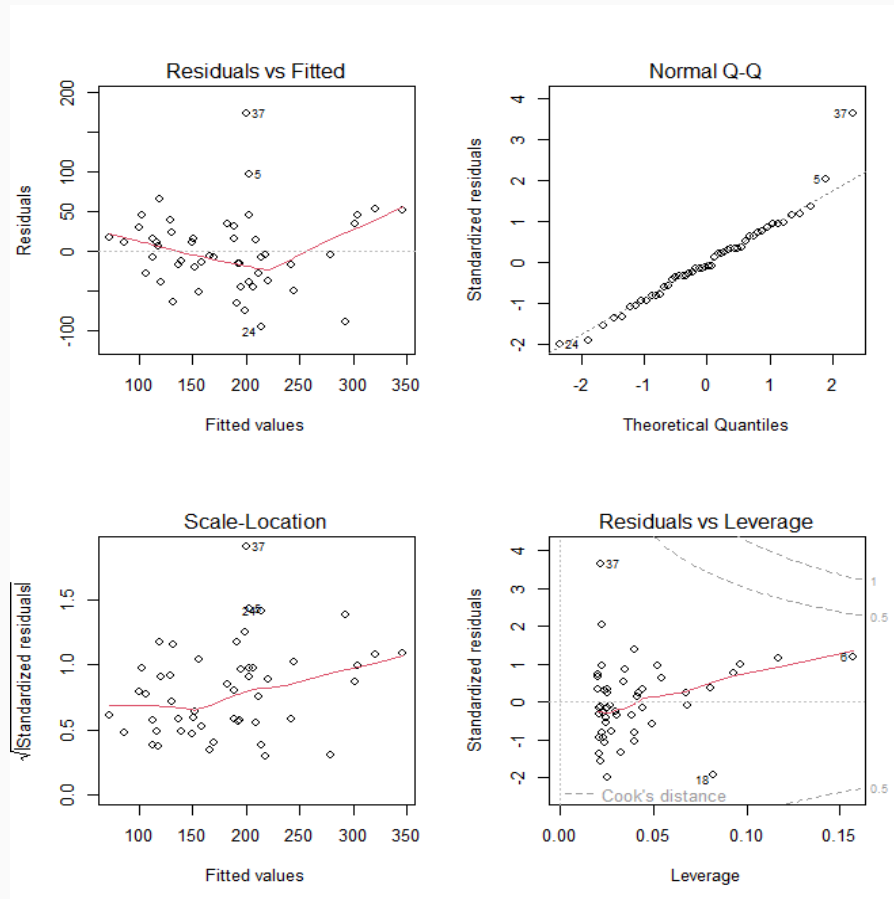 Residuals vs Fitted
Residuals
200
100
50
0
-100
37
5
24
100 150 200 250 300 350
Fitted values
Normal Q-Q
Standardized residuals
4
3
2
1
0
-1
-2
37
5
24
-2 -1 0 1 2
Theoretical Quantiles
Scale-Location
√|Standardized residuals|
1.5
1.0
0.5
0.0
37
5
24
100 150 200 250 300 350
Fitted values
Residuals vs Leverage
Standardized residuals
4
3
2
1
0
-1
-2
37
6
18
1
0.5
0.5
Cook's distance
0.00 0.05 0.10 0.15
Leverage